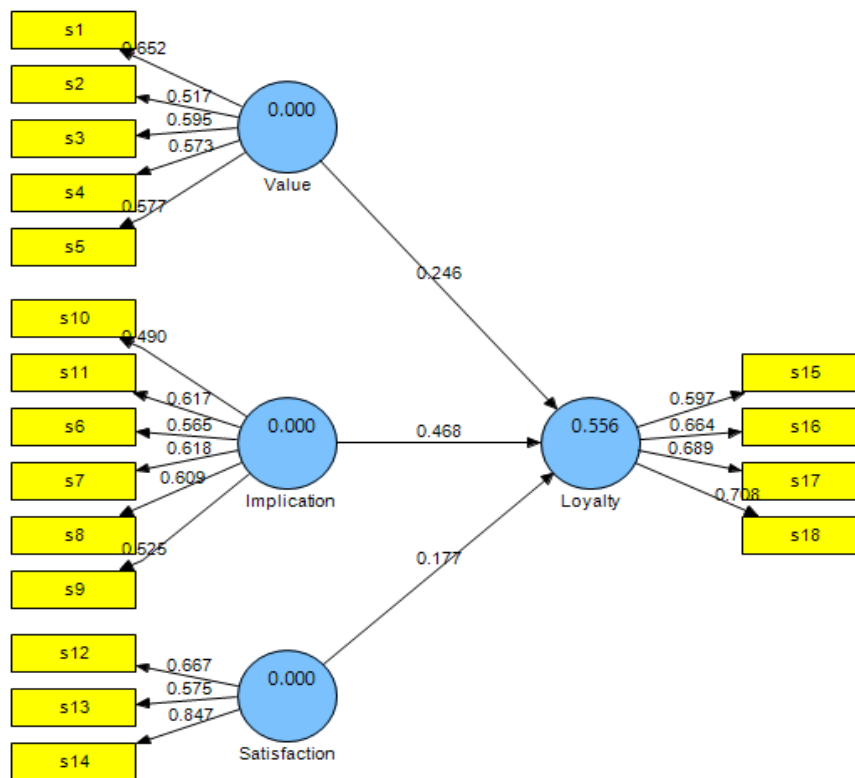 s1
0.652
s2
0.517
s3
0.595
s4
0.573
s5
0.577
0.000
Value
0.246
s10
0.490
s11
0.617
s6
0.565
s7
0.618
s8
0.609
s9
0.525
0.000
Implication
0.468
s12
0.667
s13
0.575
s14
0.847
0.000
Satisfaction
0.177
0.556
Loyalty
0.597
s15
0.664
s16
0.689
s17
0.708
s18